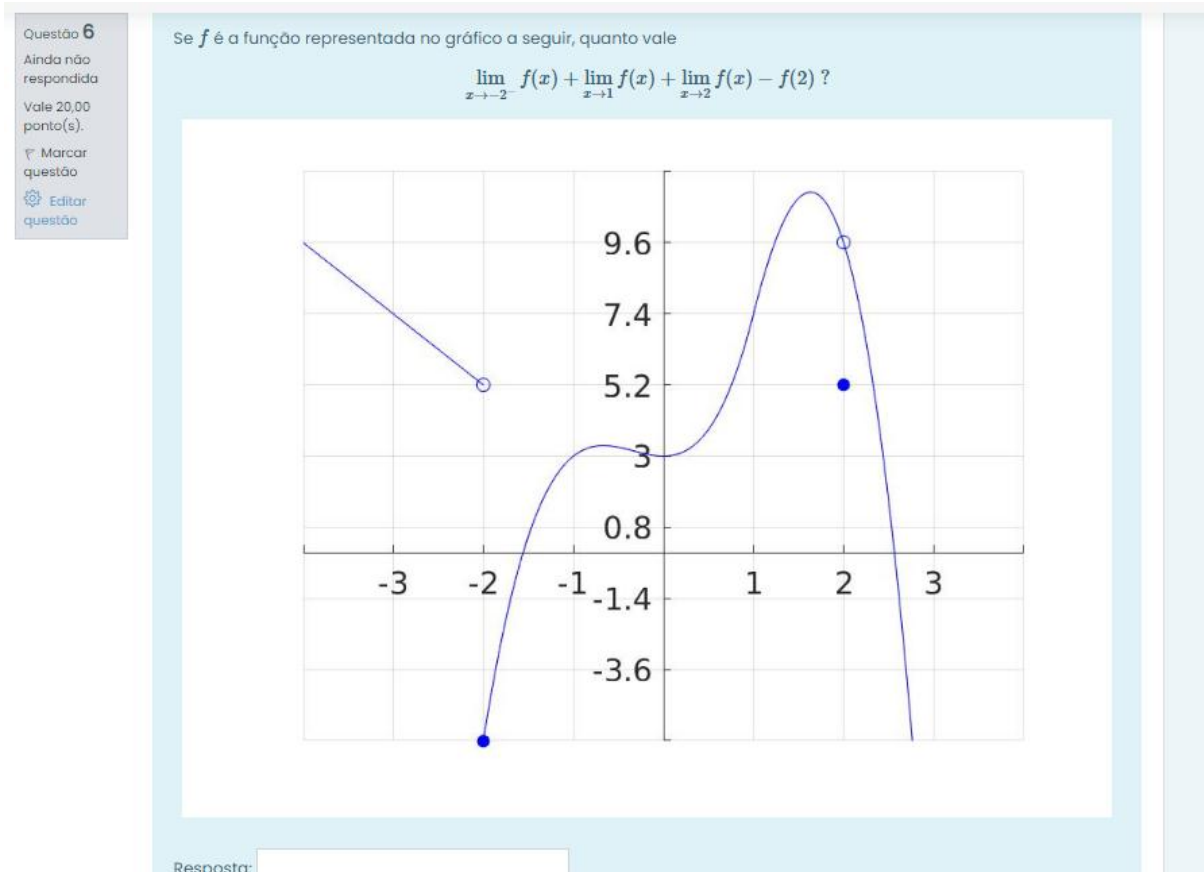 Questão 6
Ainda não
respondida
Vale 20,00
ponto(s).
Marcar
questão
Editar
questão
Se f é a função representada no gráfico a seguir, quanto vale
lim x→−2⁻ f(x) + lim x→1 f(x) + lim x→2 f(x) − f(2) ?
9.6
7.4
5.2
3
0.8
-3 -2 -1 1 2 3
-1.4
-3.6
Resposta: